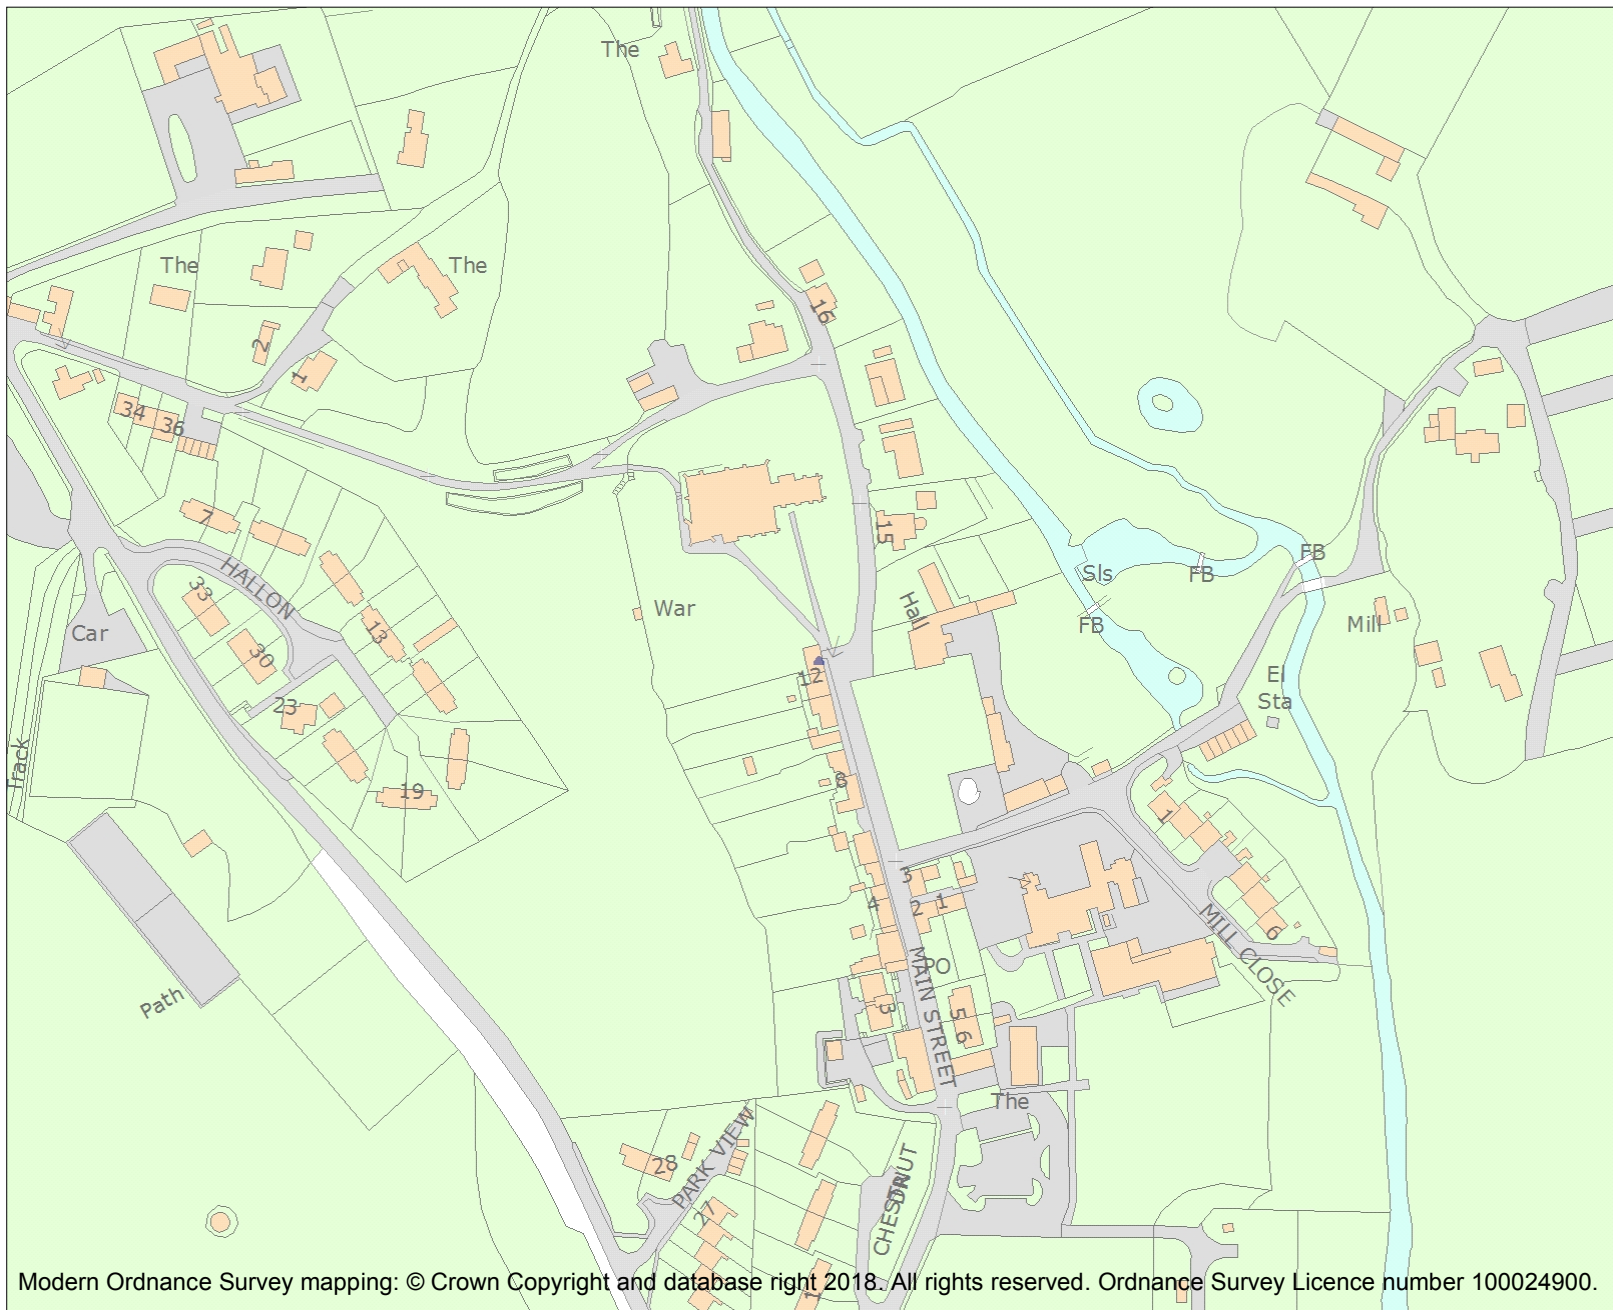 The
The
The
16
2
1
34
36
7
15
HALLON
33
Sls
FB
FB
FB
Hall
War
13
Mill
Car
30
12
El
Sta
23
Track
8
19
1
3
4
2
1
6
MILL CLOSE
PO
MAIN STREET
Path
3
5
6
The
PARK VIEW
28
CHESTNUT
DR
27
1
Modern Ordnance Survey mapping: © Crown Copyright and database right 2018. All rights reserved. Ordnance Survey Licence number 100024900.